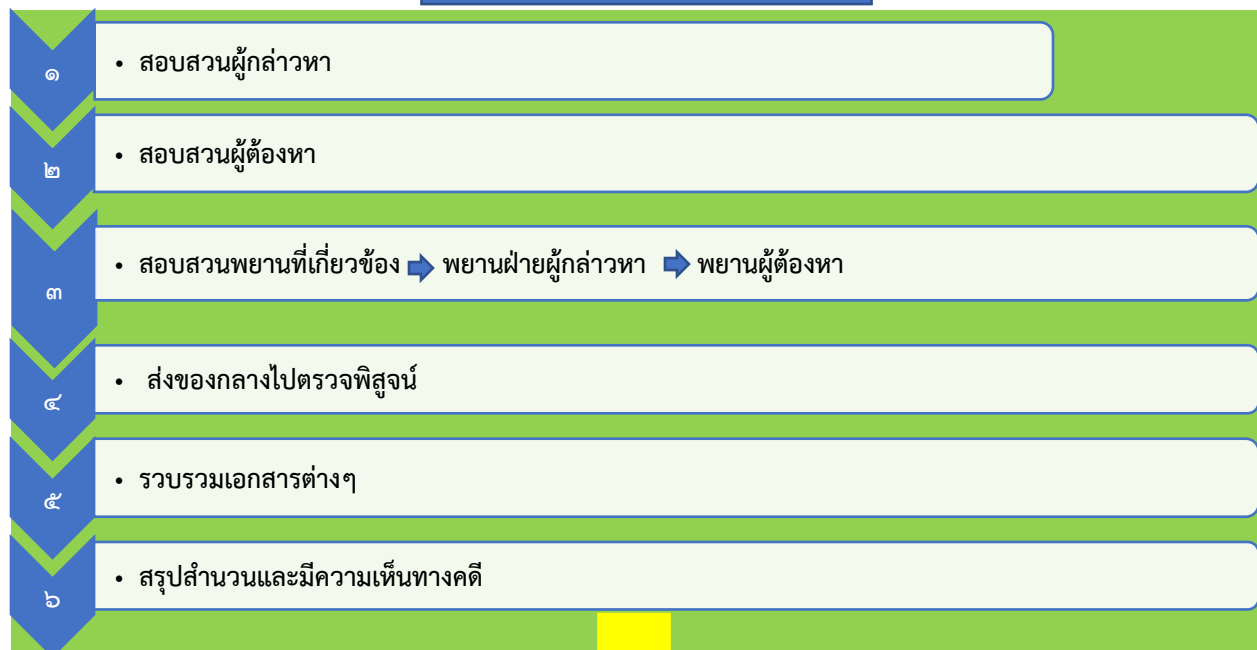 ๑
• สอบสวนผู้กล่าวหา
๒
• สอบสวนผู้ต้องหา
๓
• สอบสวนพยานที่เกี่ยวข้อง พยานฝ่ายผู้กล่าวหา พยานผู้ต้องหา
๔
• ส่งของกลางไปตรวจพิสูจน์
๕
• รวบรวมเอกสารต่างๆ
๖
• สรุปสำนวนและมีความเห็นทางคดี